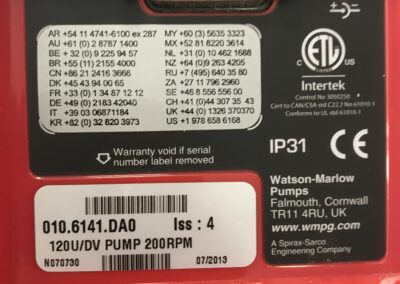 AR +54 11 4741-6100 ex 287
AU +61 (0) 2 8787 1400
BE + 32 (0) 9 225 94 57
BR +55 (11) 2155 4000
CN +86 21 2416 3666
DK +45 43 94 00 65
FR +33 (0) 1 34 87 12 12
DE +49 (0) 2183 42040
IT +39 03 06871184
KR +82 (0) 32 820 3973
MY +60 (3) 5635 3323
MX +52 81 8220 3614
NL +31 (0) 10 462 1688
NZ +64 (0)9 263 4205
RU +7 (495) 640 35 80
ZA +27 11 796 2960
SE +46 8 556 556 00
CH +41 (0)44 307 35 43
UK +44 (0) 1326 370370
US +1 978 658 6168
C ETL US
LISTED
Intertek
Control No 3050250
Cert to CAN/CSA std C22.2 No 61010-1
Conforms to UL std 61010-1
Warranty void if serial
number label removed
IP31 CE
Watson-Marlow
Pumps
Falmouth, Cornwall
TR11 4RU, UK
www.wmpg.com
A Spirax-Sarco
Engineering Company
010.6141.DA0 Iss : 4
120U/DV PUMP 200RPM
N070730 07/2013